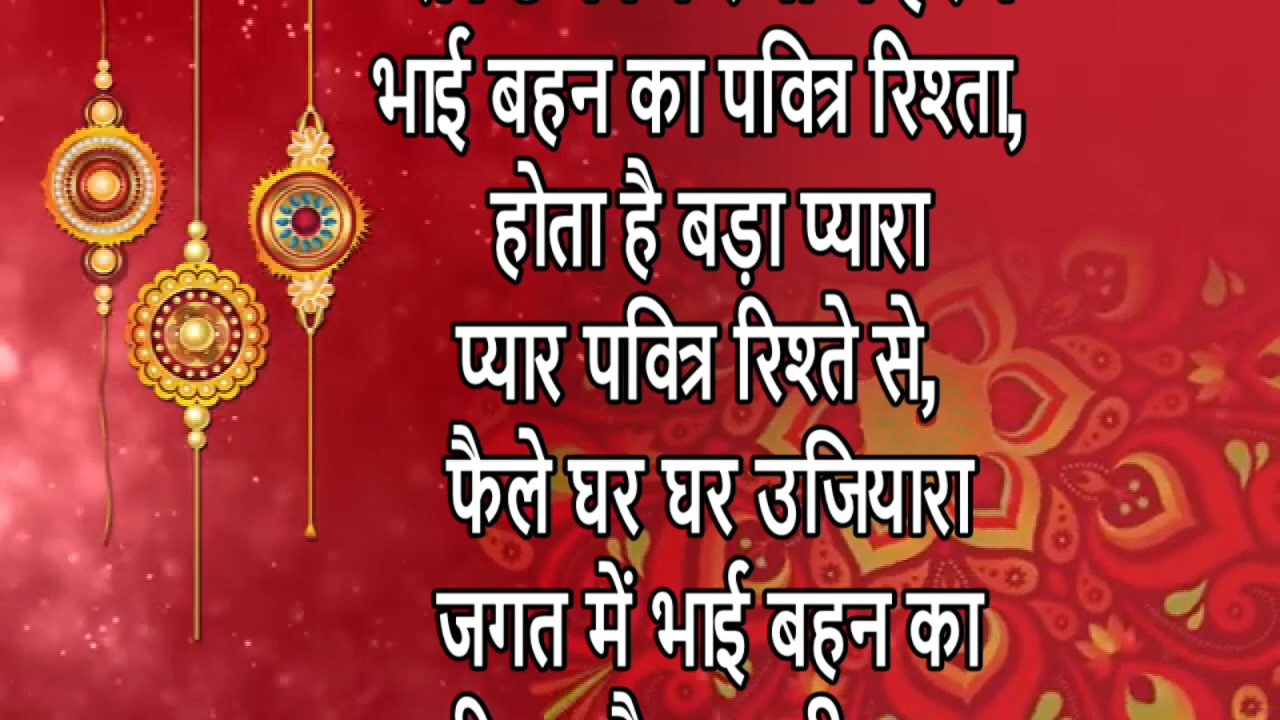 भाई बहन का पवित्र रिश्ता,
होता है बड़ा प्यारा
प्यार पवित्र रिश्ते से,
फैले घर घर उजियारा
जगत में भाई बहन का